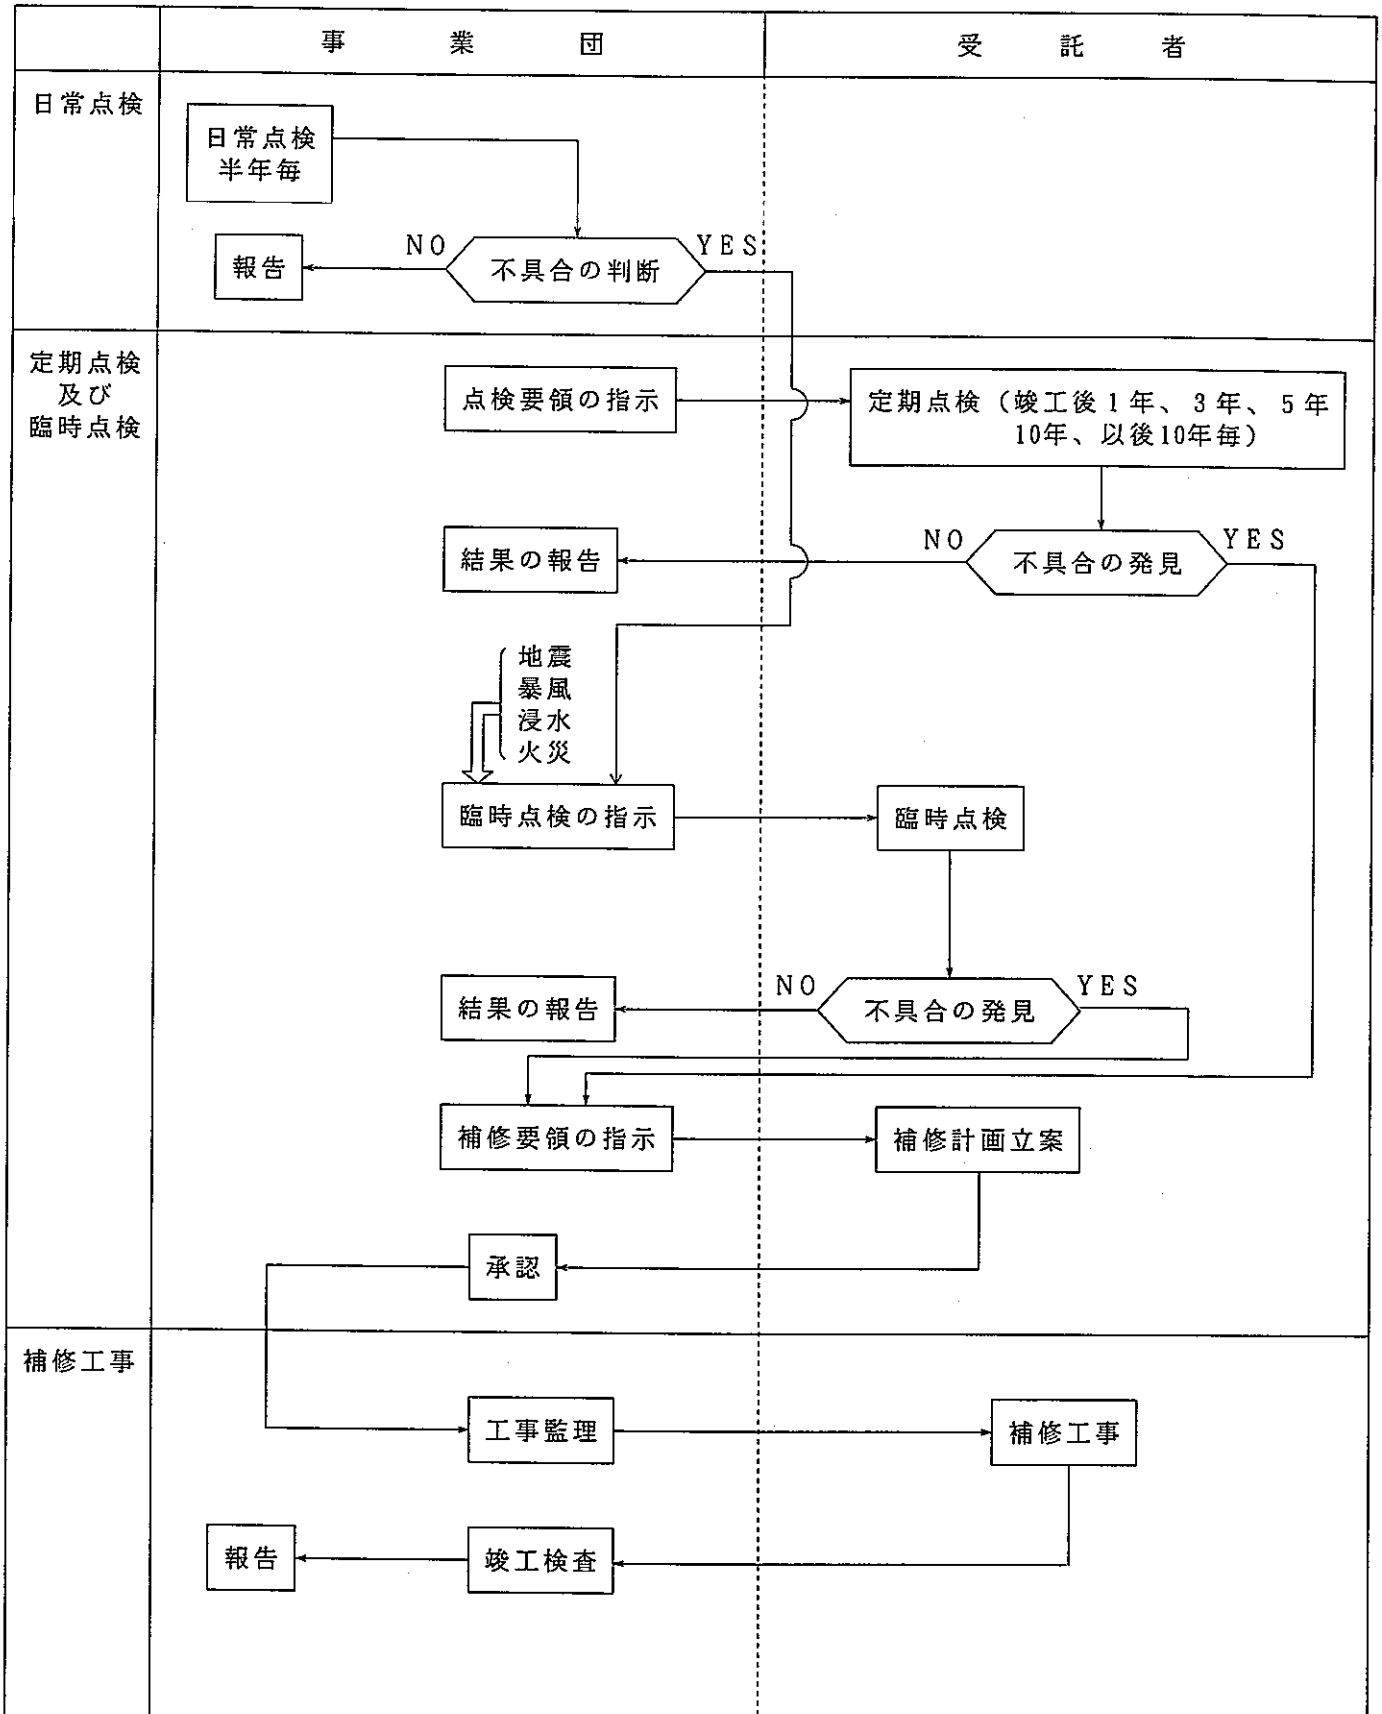 事業団
受託者
日常点検
日常点検
半年毎
NO
YES
報告
不具合の判断
定期点検
及び
臨時点検
点検要領の指示
定期点検（竣工後1年、3年、5年
10年、以後10年毎）
結果の報告
NO
不具合の発見
YES
地震
暴風
浸水
火災
臨時点検の指示
臨時点検
結果の報告
NO
不具合の発見
YES
補修要領の指示
補修計画立案
承認
補修工事
工事監理
補修工事
報告
竣工検査